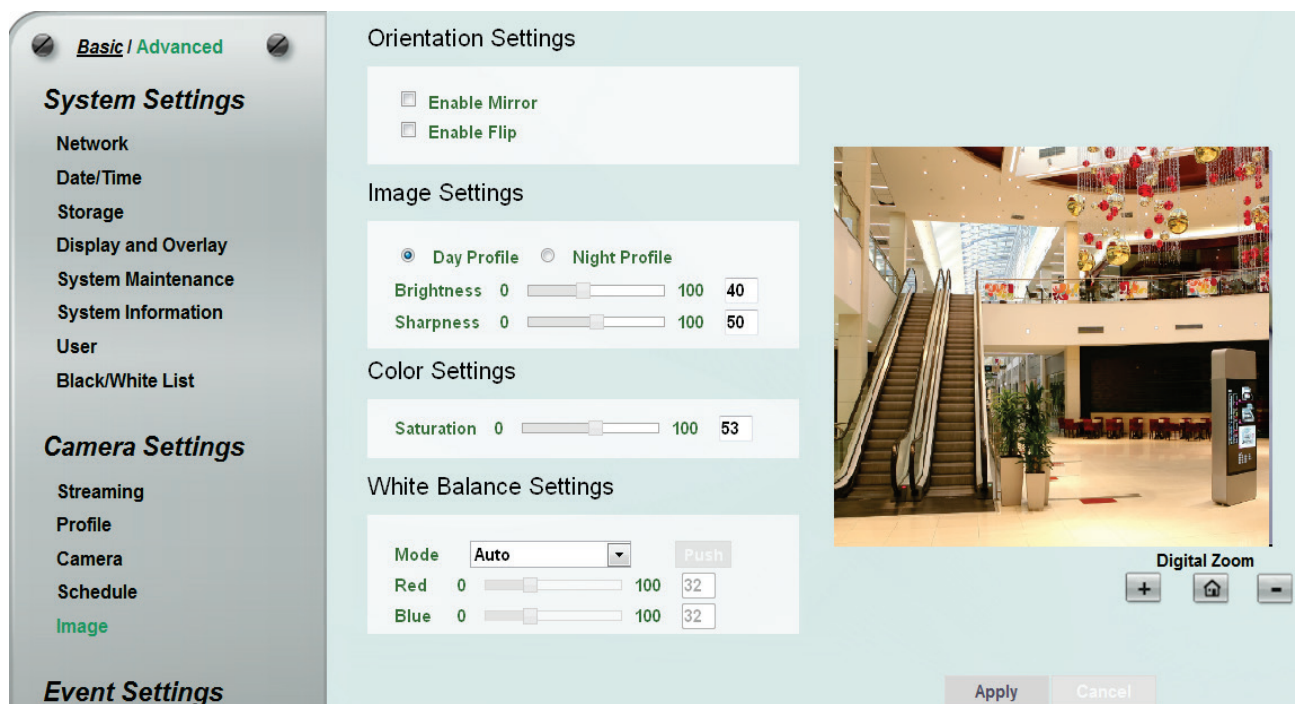 Basic / Advanced
System Settings
Network
Date/Time
Storage
Display and Overlay
System Maintenance
System Information
User
Black/White List
Camera Settings
Streaming
Profile
Camera
Schedule
Image
Event Settings
Orientation Settings
Enable Mirror
Enable Flip
Image Settings
Day Profile Night Profile
Brightness 0 100 40
Sharpness 0 100 50
Color Settings
Saturation 0 100 53
White Balance Settings
Mode Auto Push
Red 0 100 32
Blue 0 100 32
Digital Zoom
+ -
Apply Cancel